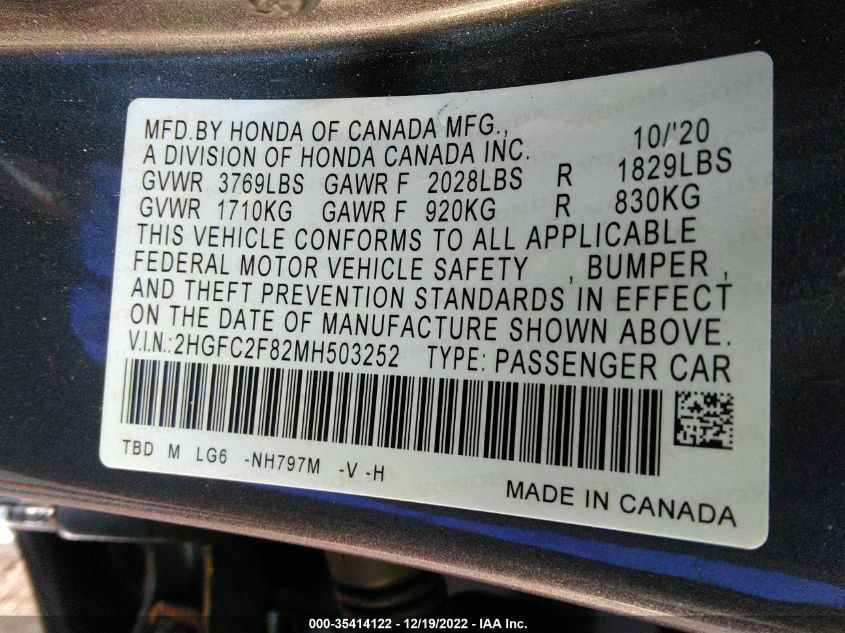 MFD.BY HONDA OF CANADA MFG., 10/'20
A DIVISION OF HONDA CANADA INC.
GVWR 3769LBS GAWR F 2028LBS R 1829LBS
GVWR 1710KG GAWR F 920KG R 830KG
THIS VEHICLE CONFORMS TO ALL APPLICABLE
FEDERAL MOTOR VEHICLE SAFETY , BUMPER ,
AND THEFT PREVENTION STANDARDS IN EFFECT
ON THE DATE OF MANUFACTURE SHOWN ABOVE.
V.I.N.:2HGFC2F82MH503252 TYPE: PASSENGER CAR
TBD M LG6 -NH797M -V -H
MADE IN CANADA
000-35414122 - 12/19/2022 - IAA Inc.